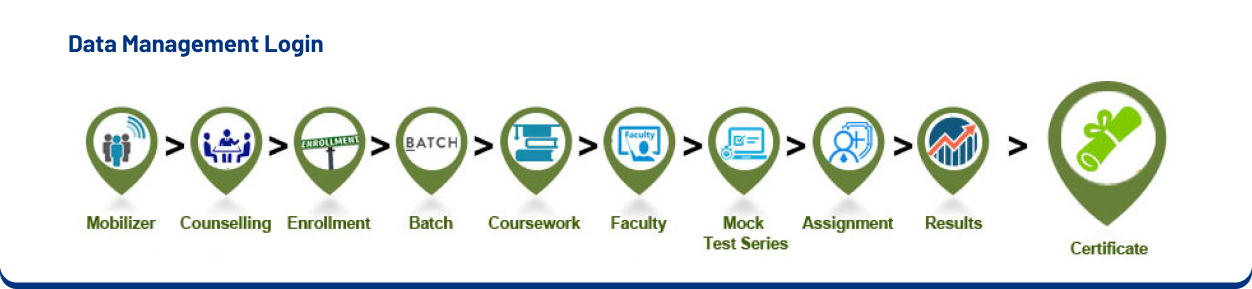 Data Management Login
ENROLLMENT
BATCH
Faculty
> > > > > > > > >
Mobilizer
Counselling
Enrollment
Batch
Coursework
Faculty
Mock
Test Series
Assignment
Results
Certificate